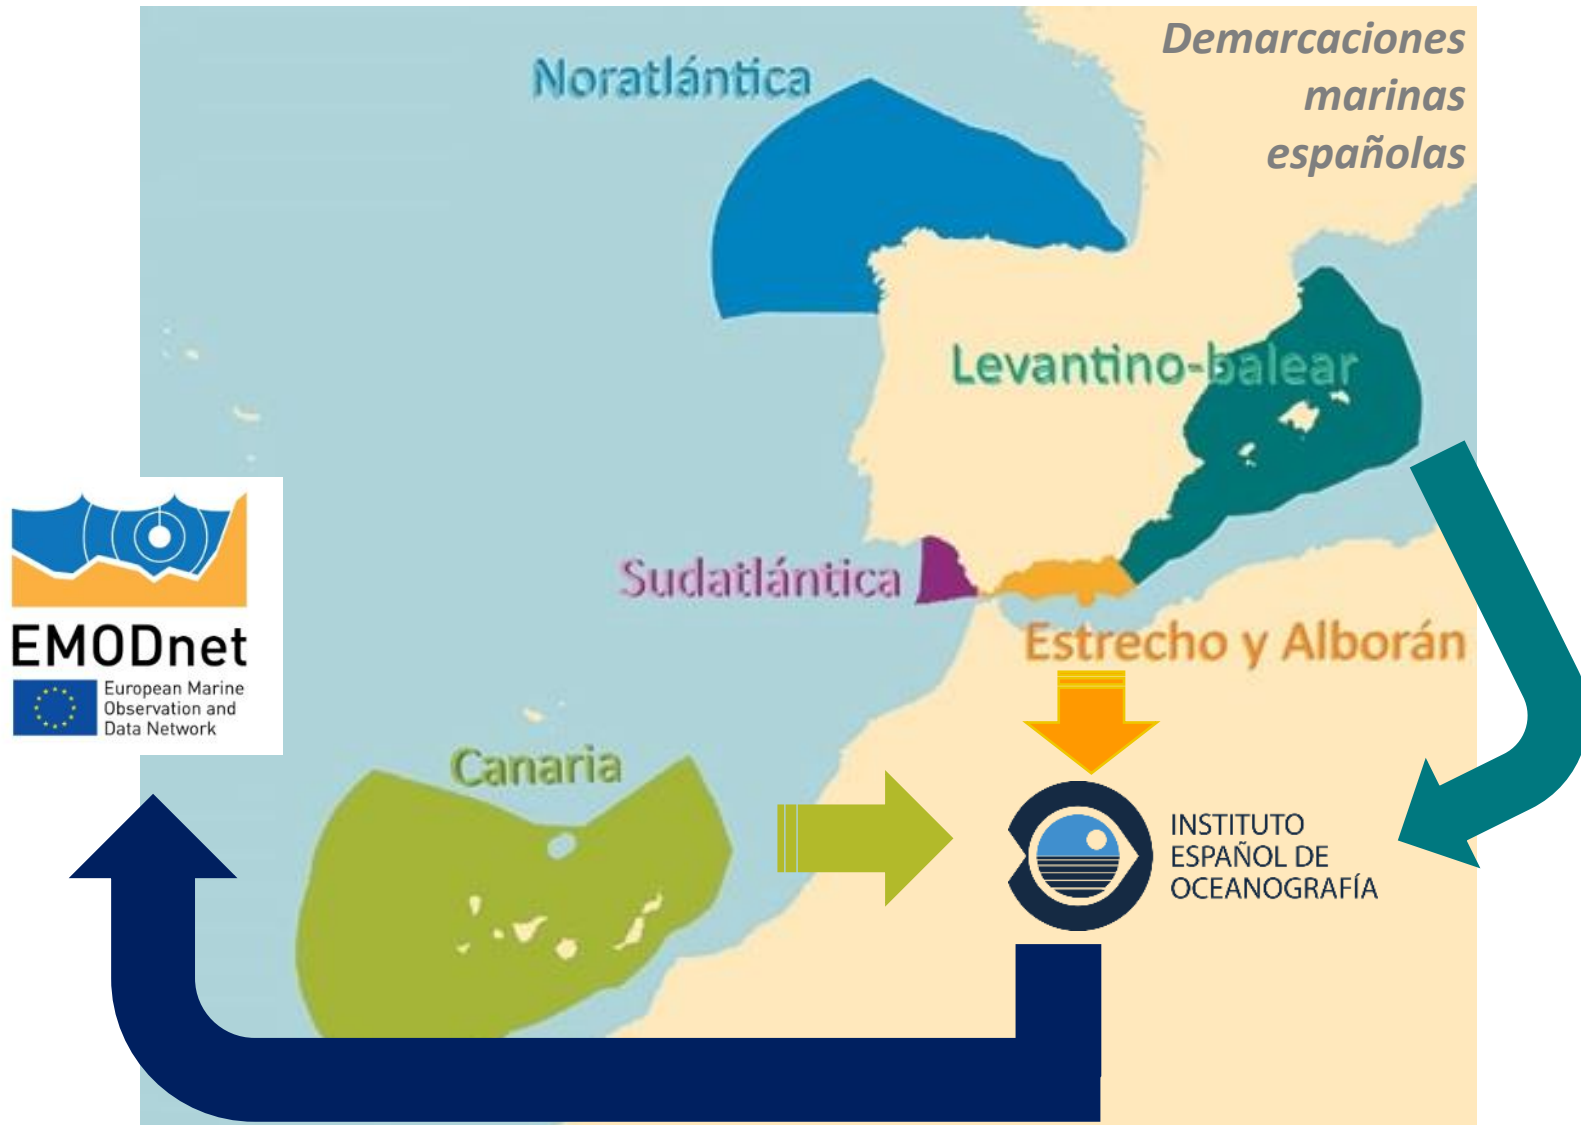 Demarcaciones
marinas
españolas
Noratlántica
Levantino-balear
Sudatlántica
Estrecho y Alborán
EMODnet
European Marine
Observation and
Data Network
Canaria
INSTITUTO
ESPAÑOL DE
OCEANOGRAFÍA